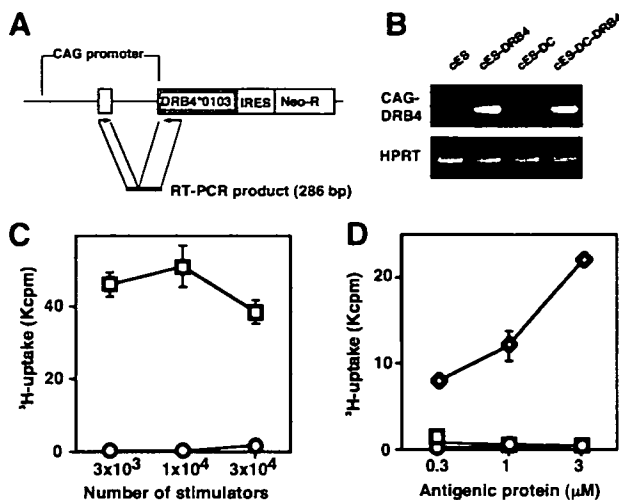 A
CAG promoter
DRB4*0103 IRES Neo-R
RT-PCR product (286 bp)
B
cES cES-DRB4 cES-DC cES-DC-DRB4
CAG-
DRB4
HPRT
C
³H-uptake (Kcpm)
40
20
0
3x10³ 1x10⁴ 3x10⁴
Number of stimulators
D
³H-uptake (Kcpm)
20
10
0
0.3 1 3
Antigenic protein (μM)